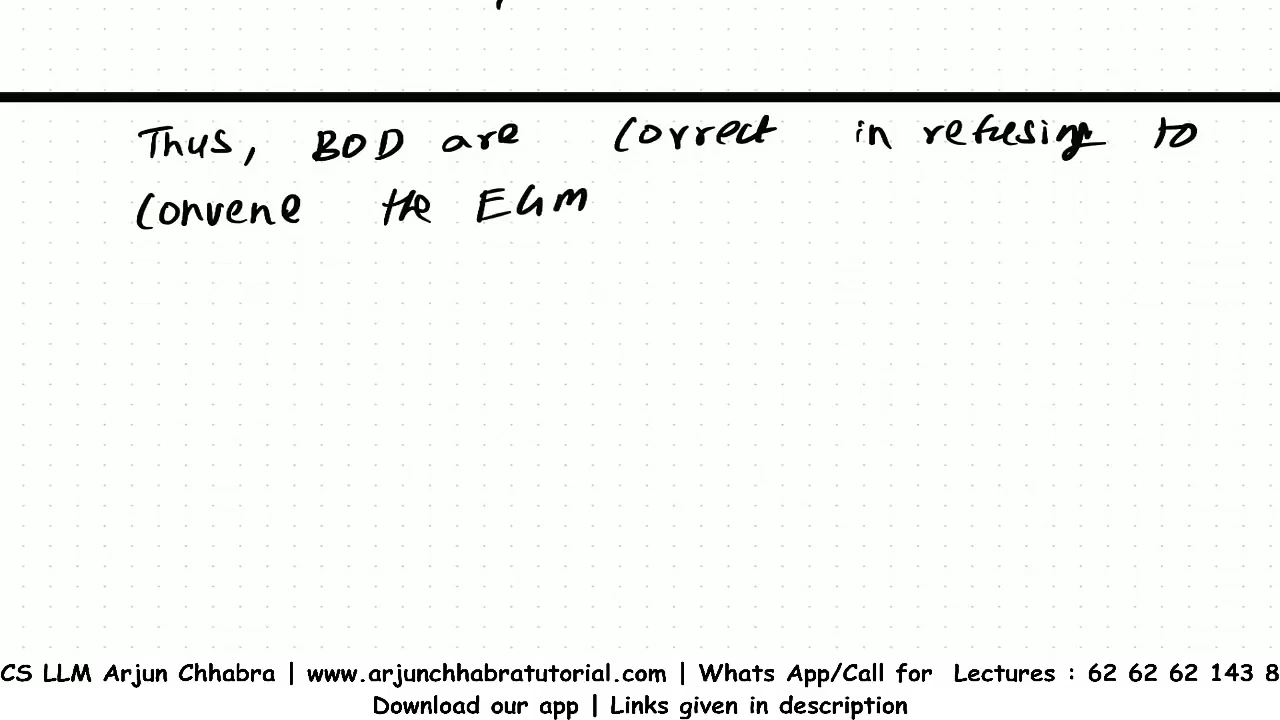 Thus, BOD are correct in refusing to
convene the EGM
CS LLM Arjun Chhabra | www.arjunchhabratutorial.com | Whats App/Call for Lectures : 62 62 62 143 8
Download our app | Links given in description